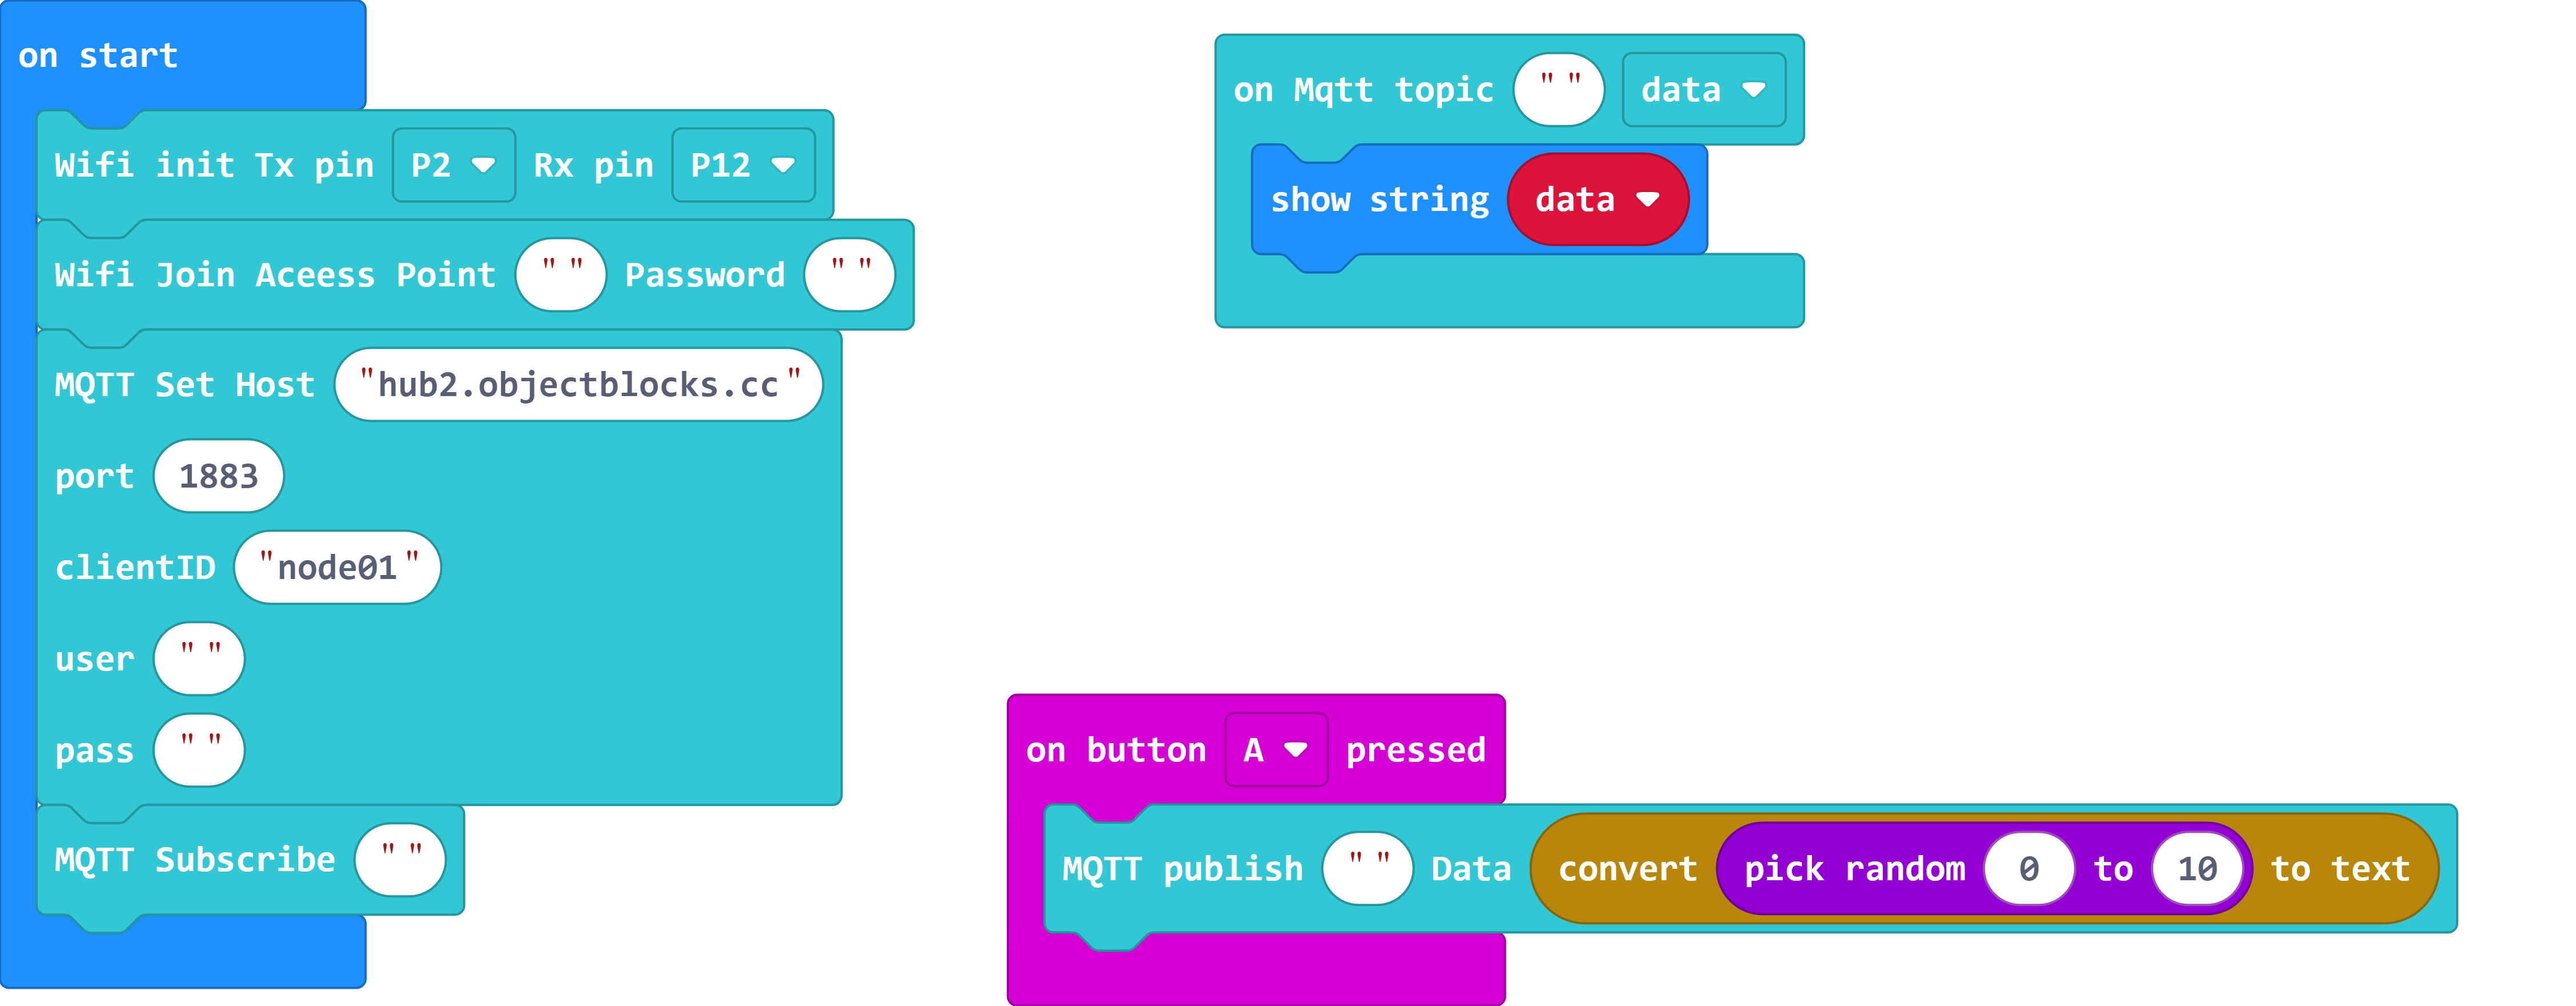 on start
Wifi init Tx pin P2 Rx pin P12
Wifi Join Aceess Point " " Password " "
MQTT Set Host "hub2.objectblocks.cc"
port 1883
clientID "node01"
user " "
pass " "
MQTT Subscribe " "
on Mqtt topic " " data
show string data
on button A pressed
MQTT publish " " Data convert pick random 0 to 10 to text